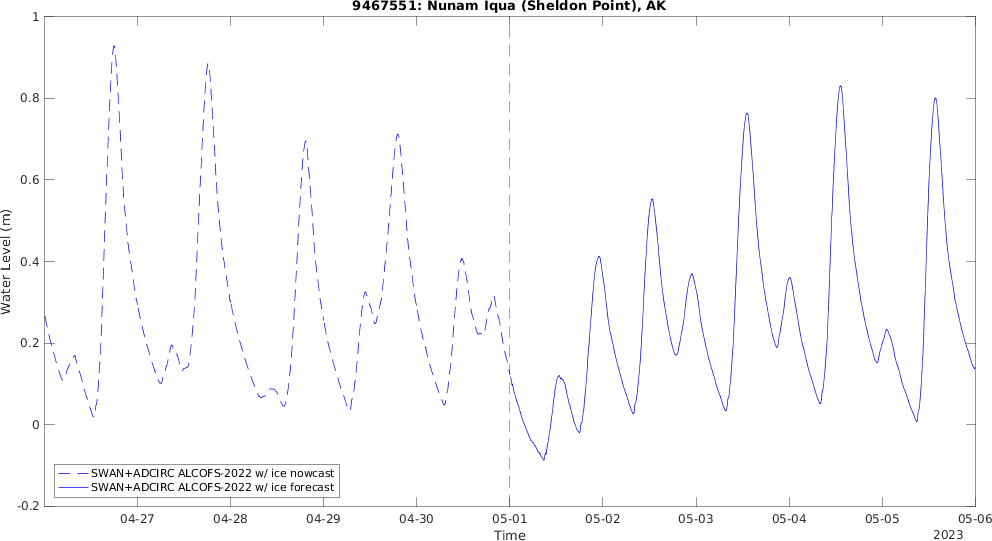 9467551: Nunam Iqua (Sheldon Point), AK
1
0.8
0.6
0.4
0.2
0
-0.2
Water Level (m)
SWAN+ADCIRC ALCOFS-2022 w/ ice nowcast
SWAN+ADCIRC ALCOFS-2022 w/ ice forecast
04-27 04-28 04-29 04-30 05-01 05-02 05-03 05-04 05-05 05-06
Time
2023